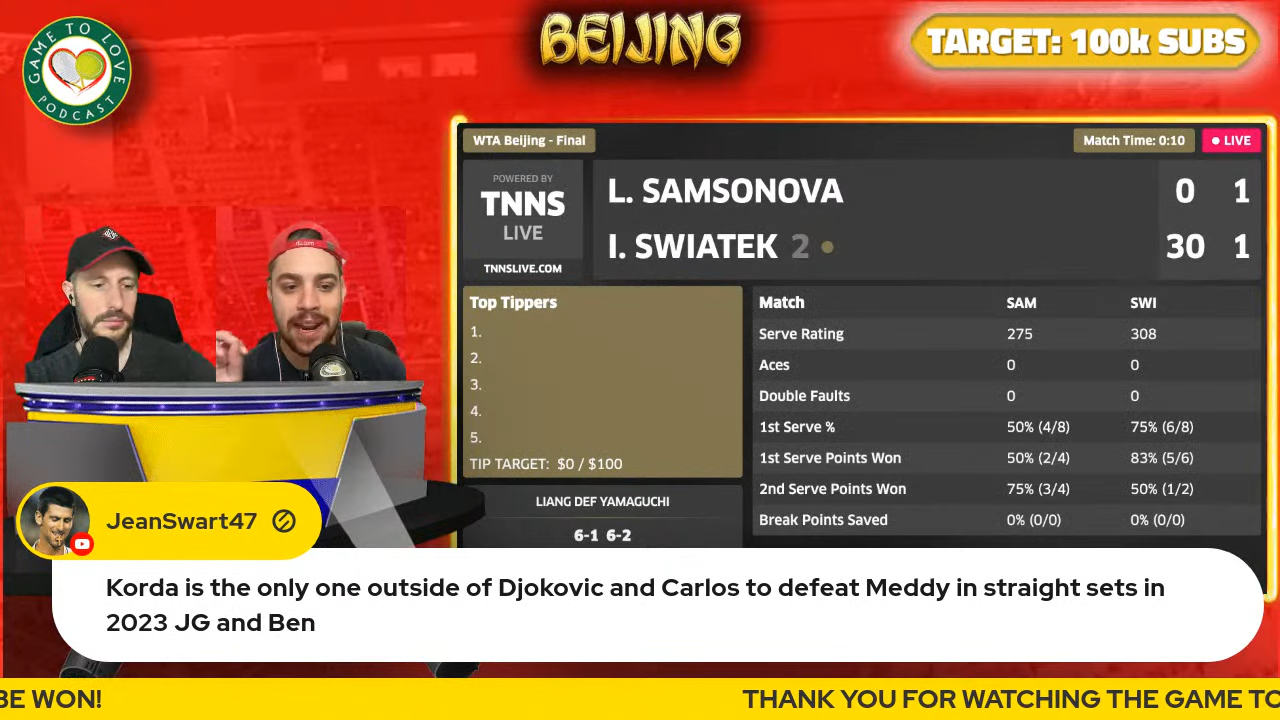 GAME TO LOVE
PODCAST
BEIJING
TARGET: 100k SUBS
WTA Beijing - Final
Match Time: 0:10
LIVE
POWERED BY
TNNS
LIVE
TNNSLIVE.COM
L. SAMSONOVA 0 1
I. SWIATEK 2 30 1
Top Tippers
1.
2.
3.
4.
5.
TIP TARGET: $0 / $100
LIANG DEF YAMAGUCHI
6-1 6-2
Match SAM SWI
Serve Rating 275 308
Aces 0 0
Double Faults 0 0
1st Serve % 50% (4/8) 75% (6/8)
1st Serve Points Won 50% (2/4) 83% (5/6)
2nd Serve Points Won 75% (3/4) 50% (1/2)
Break Points Saved 0% (0/0) 0% (0/0)
JeanSwart47
Korda is the only one outside of Djokovic and Carlos to defeat Meddy in straight sets in
2023 JG and Ben
BE WON! THANK YOU FOR WATCHING THE GAME TO